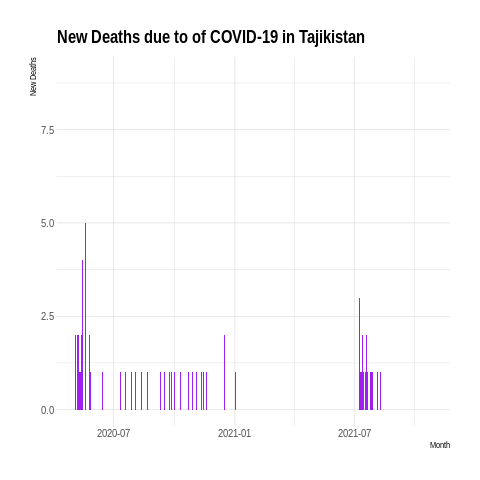 New Deaths due to of COVID-19 in Tajikistan
New Deaths
7.5
5.0
2.5
0.0
2020-07
2021-01
2021-07
Month